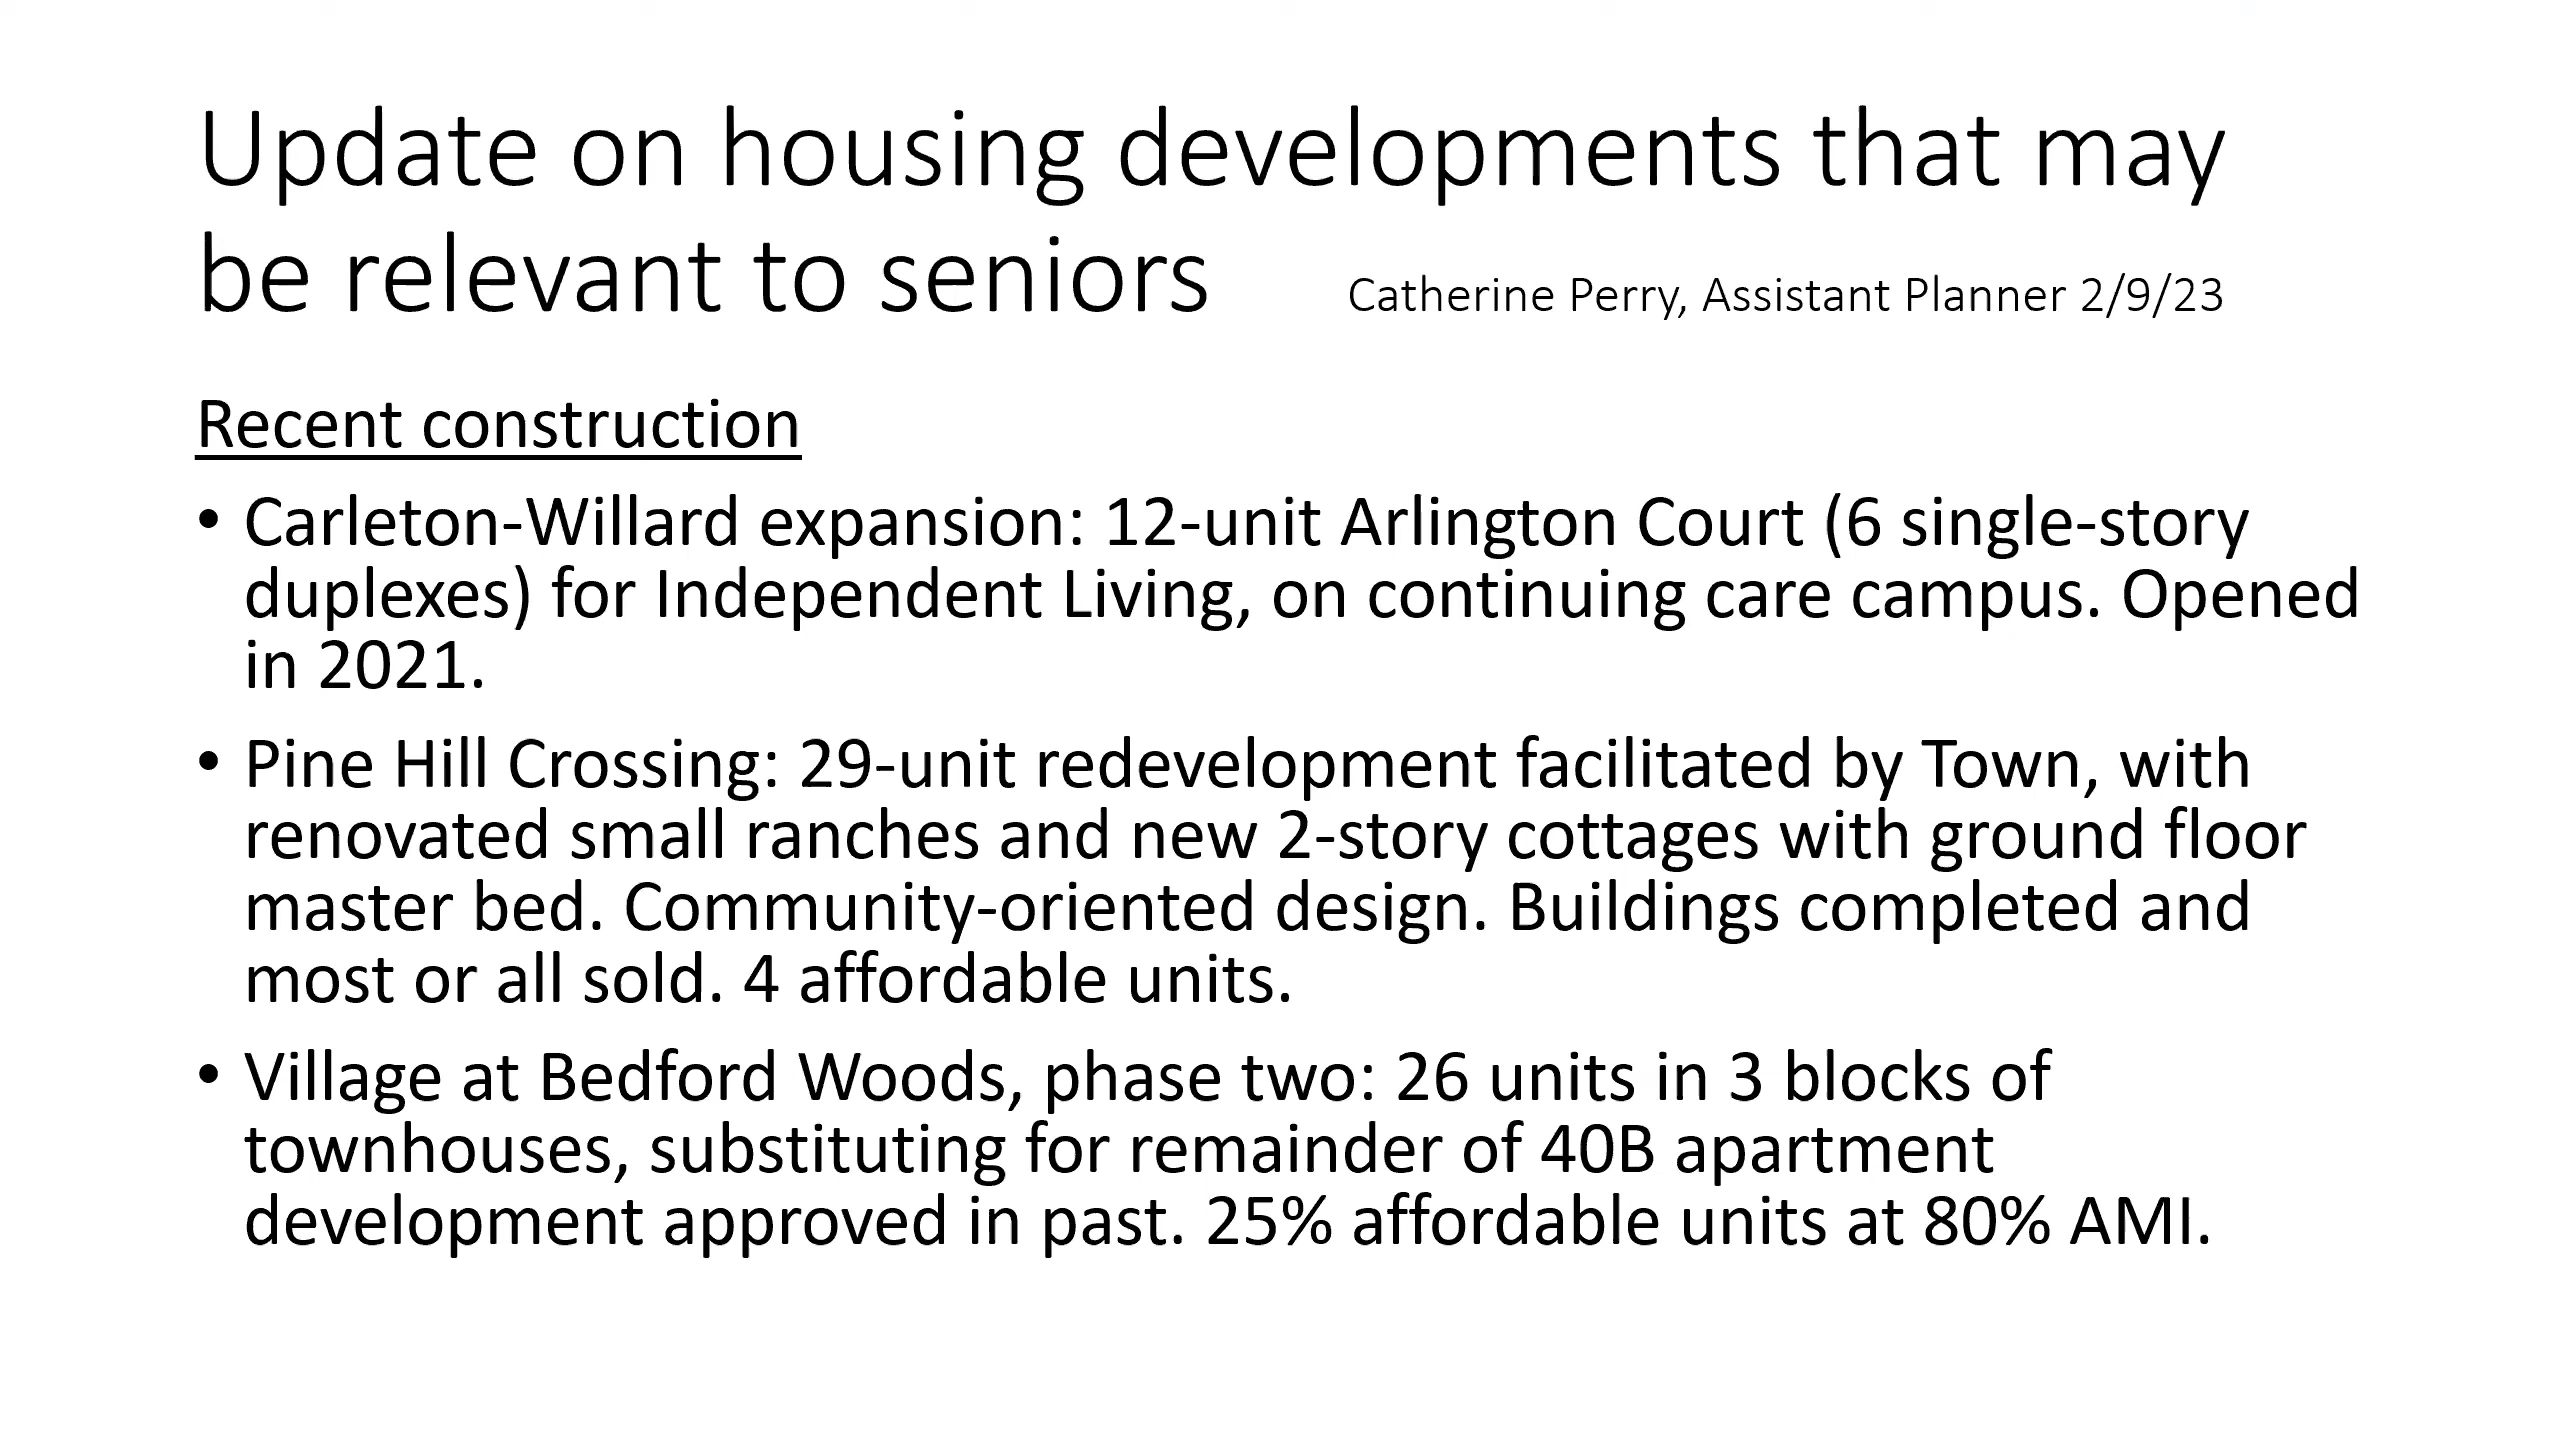 Update on housing developments that may
be relevant to seniors Catherine Perry, Assistant Planner 2/9/23
Recent construction
• Carleton-Willard expansion: 12-unit Arlington Court (6 single-story
duplexes) for Independent Living, on continuing care campus. Opened
in 2021.
• Pine Hill Crossing: 29-unit redevelopment facilitated by Town, with
renovated small ranches and new 2-story cottages with ground floor
master bed. Community-oriented design. Buildings completed and
most or all sold. 4 affordable units.
• Village at Bedford Woods, phase two: 26 units in 3 blocks of
townhouses, substituting for remainder of 40B apartment
development approved in past. 25% affordable units at 80% AMI.